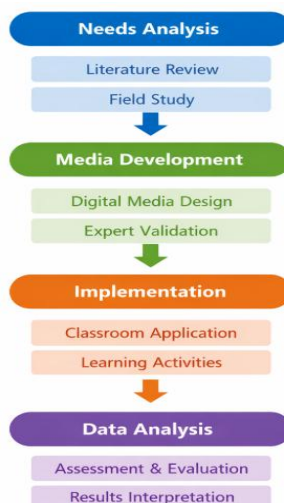 Needs Analysis
Literature Review
Field Study
Media Development
Digital Media Design
Expert Validation
Implementation
Classroom Application
Learning Activities
Data Analysis
Assessment & Evaluation
Results Interpretation